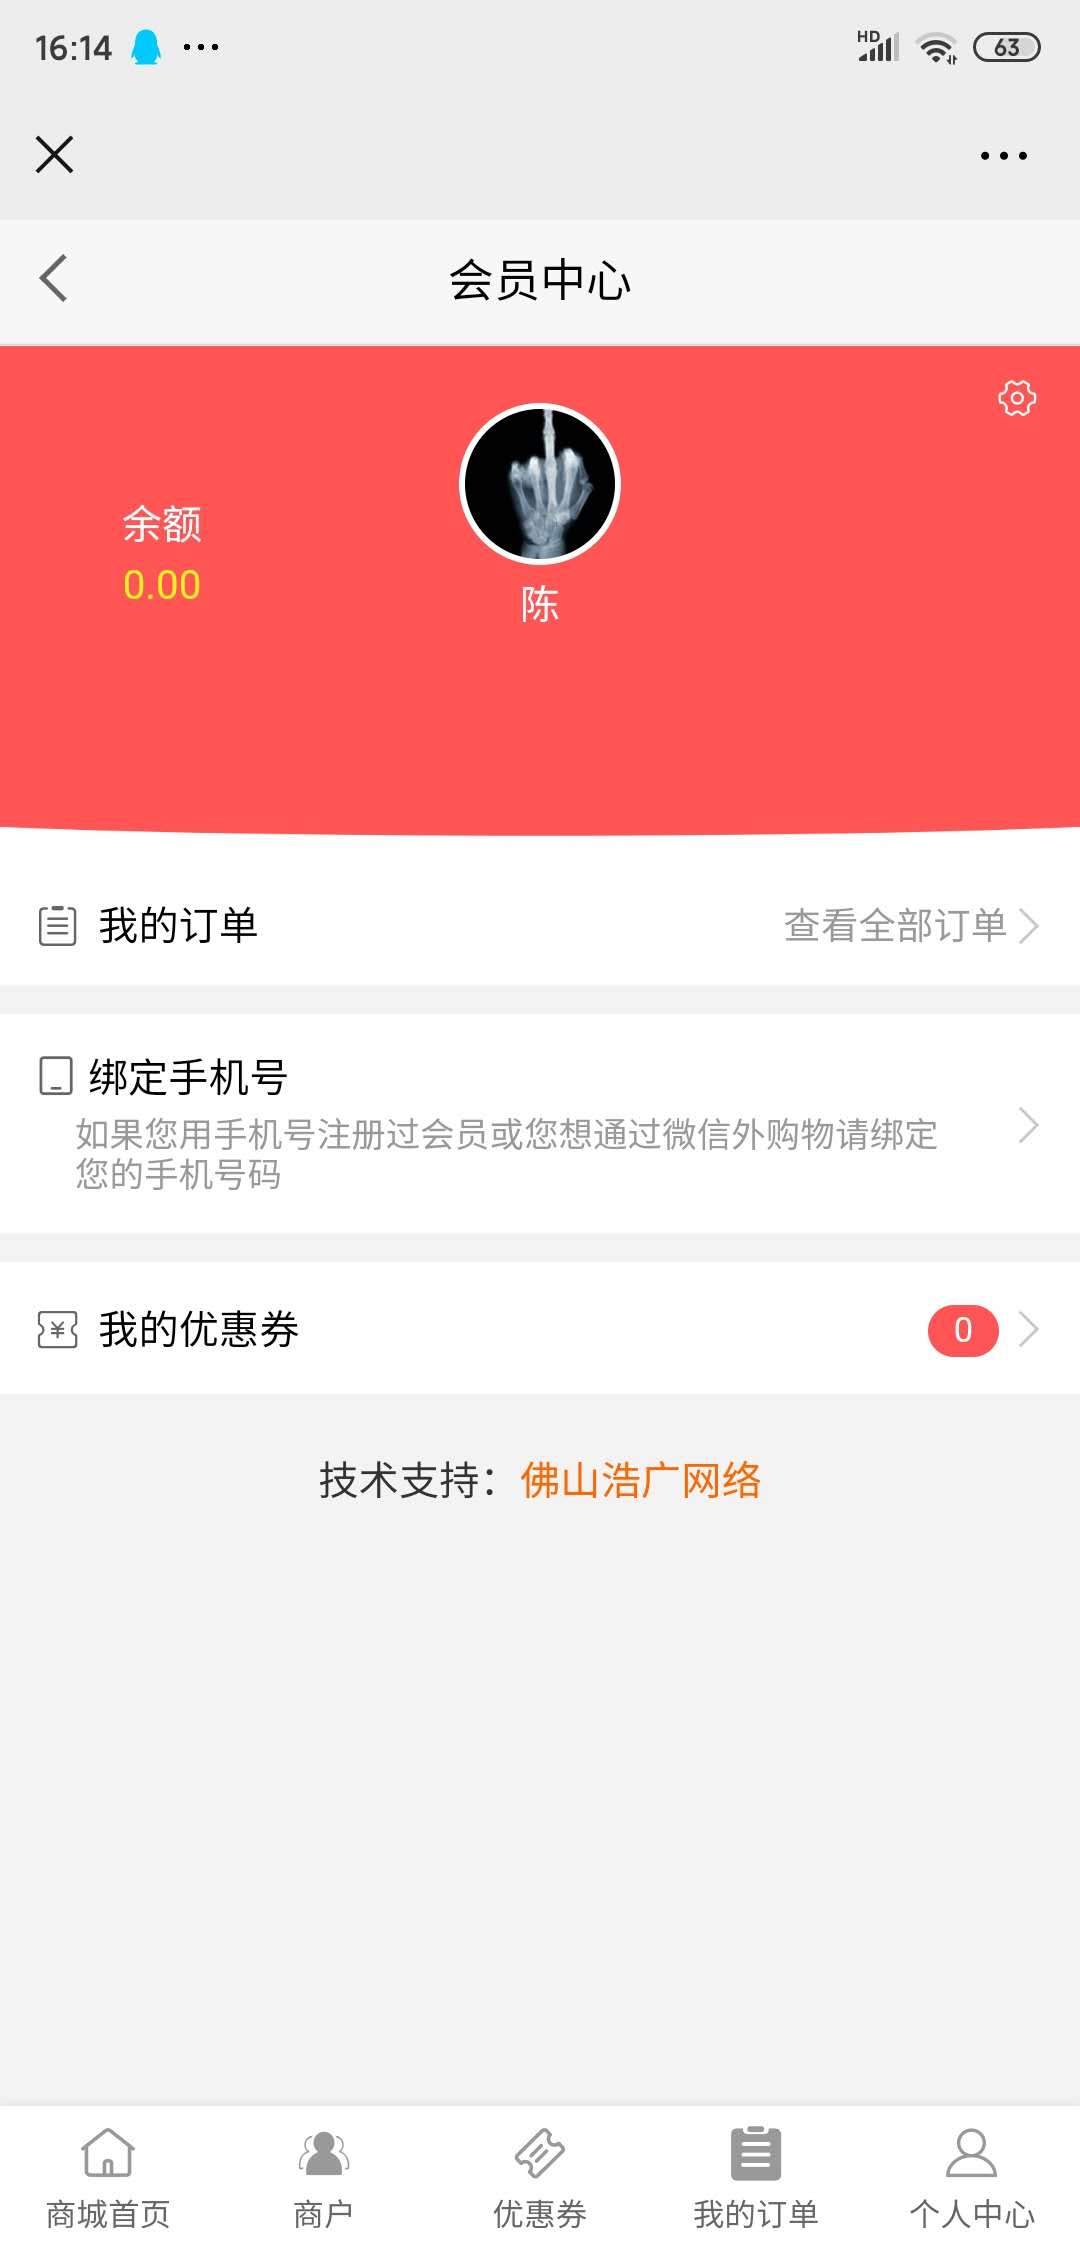 16:14
HD
63
会员中心
余额
0.00
陈
我的订单
查看全部订单
绑定手机号
如果您用手机号注册过会员或您想通过微信外购物请绑定
您的手机号码
我的优惠券
0
技术支持：佛山浩广网络
商城首页
商户
优惠券
我的订单
个人中心